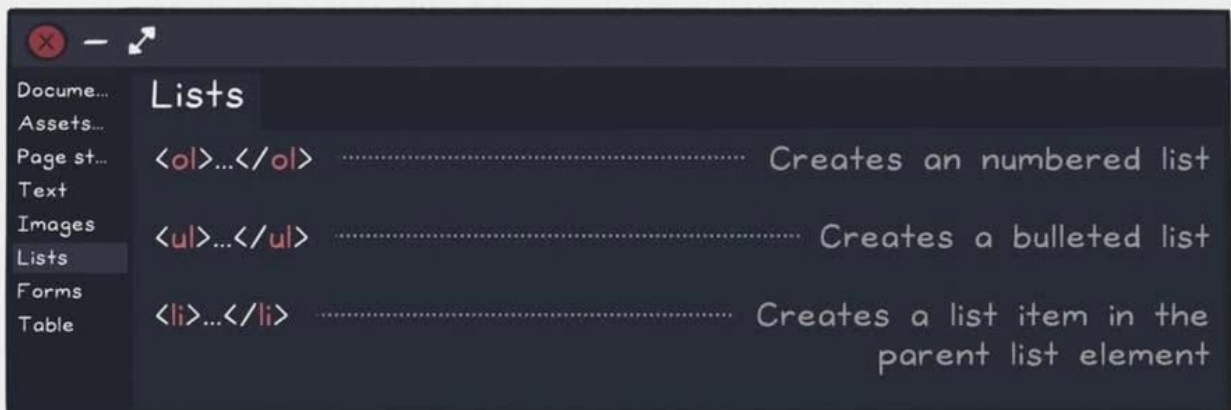 Docume...
Assets...
Page st...
Text
Images
Lists
Forms
Table
Lists
<ol>...</ol> Creates an numbered list
<ul>...</ul> Creates a bulleted list
<li>...</li> Creates a list item in the
parent list element